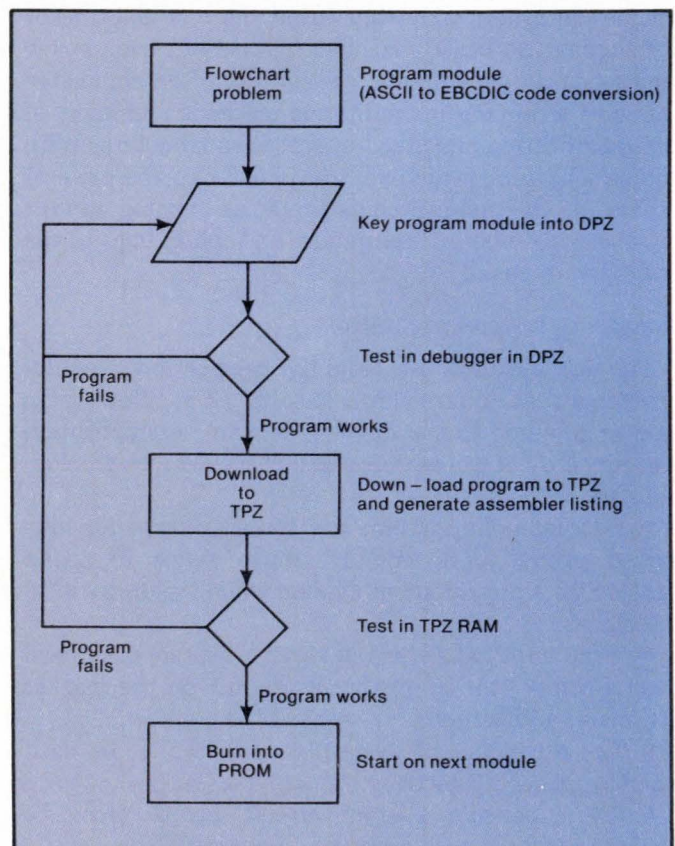 Flowchart
problem
Program module
(ASCII to EBCDIC code conversion)
Key program module into DPZ
Test in debugger in DPZ
Program
fails
Program works
Download
to
TPZ
Down – load program to TPZ
and generate assembler listing
Test in TPZ RAM
Program
fails
Program works
Burn into
PROM
Start on next module